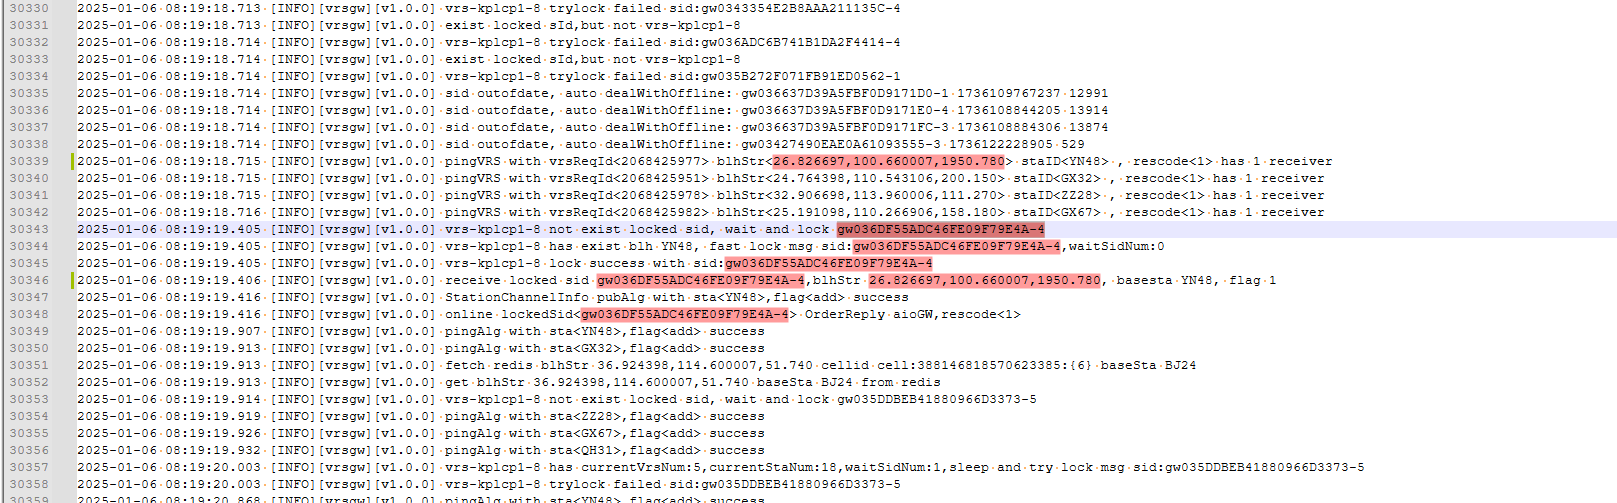 30330 2025-01-06 08:19:18.713 [INFO][vrsgw][v1.0.0] vrs-kplcp1-8 trylock failed sid:gw0343354E2B8AAA211135C-4
30331 2025-01-06 08:19:18.713 [INFO][vrsgw][v1.0.0] exist locked sId,but not vrs-kplcp1-8
30332 2025-01-06 08:19:18.714 [INFO][vrsgw][v1.0.0] vrs-kplcp1-8 trylock failed sid:gw036ADC6B741B1DA2F4414-4
30333 2025-01-06 08:19:18.714 [INFO][vrsgw][v1.0.0] exist locked sId,but not vrs-kplcp1-8
30334 2025-01-06 08:19:18.714 [INFO][vrsgw][v1.0.0] vrs-kplcp1-8 trylock failed sid:gw035B272F071FB91ED0562-1
30335 2025-01-06 08:19:18.714 [INFO][vrsgw][v1.0.0] sid outofdate, auto dealWithOffline: gw036637D39A5FBF0D9171D0-1 1736109767237 12991
30336 2025-01-06 08:19:18.714 [INFO][vrsgw][v1.0.0] sid outofdate, auto dealWithOffline: gw036637D39A5FBF0D9171E0-4 1736108844205 13914
30337 2025-01-06 08:19:18.714 [INFO][vrsgw][v1.0.0] sid outofdate, auto dealWithOffline: gw036637D39A5FBF0D9171FC-3 1736108884306 13874
30338 2025-01-06 08:19:18.714 [INFO][vrsgw][v1.0.0] sid outofdate, auto dealWithOffline: gw03427490EAE0A61093555-3 1736122228905 529
30339 2025-01-06 08:19:18.715 [INFO][vrsgw][v1.0.0] pingVRS with vrsReqId<2068425977> blhStr<26.826697,100.660007,1950.780> staID<YN48> , rescode<1> has 1 receiver
30340 2025-01-06 08:19:18.715 [INFO][vrsgw][v1.0.0] pingVRS with vrsReqId<2068425951> blhStr<24.764398,110.543106,200.150> staID<GX32> , rescode<1> has 1 receiver
30341 2025-01-06 08:19:18.715 [INFO][vrsgw][v1.0.0] pingVRS with vrsReqId<2068425978> blhStr<32.906698,113.960006,111.270> staID<ZZ28> , rescode<1> has 1 receiver
30342 2025-01-06 08:19:18.716 [INFO][vrsgw][v1.0.0] pingVRS with vrsReqId<2068425982> blhStr<25.191098,110.266906,158.180> staID<GX67> , rescode<1> has 1 receiver
30343 2025-01-06 08:19:19.405 [INFO][vrsgw][v1.0.0] vrs-kplcp1-8 not exist locked sid, wait and lock gw036DF55ADC46FE09F79E4A-4
30344 2025-01-06 08:19:19.405 [INFO][vrsgw][v1.0.0] vrs-kplcp1-8 has exist blh YN48, fast lock msg sid:gw036DF55ADC46FE09F79E4A-4,waitSidNum:0
30345 2025-01-06 08:19:19.405 [INFO][vrsgw][v1.0.0] vrs-kplcp1-8 lock success with sid:gw036DF55ADC46FE09F79E4A-4
30346 2025-01-06 08:19:19.406 [INFO][vrsgw][v1.0.0] receive locked sid gw036DF55ADC46FE09F79E4A-4,blhStr 26.826697,100.660007,1950.780, basesta YN48, flag 1
30347 2025-01-06 08:19:19.416 [INFO][vrsgw][v1.0.0] StationChannelInfo pubAlg with sta<YN48>,flag<add> success
30348 2025-01-06 08:19:19.416 [INFO][vrsgw][v1.0.0] online lockedSid<gw036DF55ADC46FE09F79E4A-4> OrderReply aioGW,rescode<1>
30349 2025-01-06 08:19:19.907 [INFO][vrsgw][v1.0.0] pingAlg with sta<YN48>,flag<add> success
30350 2025-01-06 08:19:19.913 [INFO][vrsgw][v1.0.0] pingAlg with sta<GX32>,flag<add> success
30351 2025-01-06 08:19:19.913 [INFO][vrsgw][v1.0.0] fetch redis blhStr 36.924398,114.600007,51.740 cellid cell:388146818570623385:{6} baseSta BJ24
30352 2025-01-06 08:19:19.913 [INFO][vrsgw][v1.0.0] get blhStr 36.924398,114.600007,51.740 baseSta BJ24 from redis
30353 2025-01-06 08:19:19.914 [INFO][vrsgw][v1.0.0] vrs-kplcp1-8 not exist locked sid, wait and lock gw035DDBEB41880966D3373-5
30354 2025-01-06 08:19:19.919 [INFO][vrsgw][v1.0.0] pingAlg with sta<ZZ28>,flag<add> success
30355 2025-01-06 08:19:19.926 [INFO][vrsgw][v1.0.0] pingAlg with sta<GX67>,flag<add> success
30356 2025-01-06 08:19:19.932 [INFO][vrsgw][v1.0.0] pingAlg with sta<QH31>,flag<add> success
30357 2025-01-06 08:19:20.003 [INFO][vrsgw][v1.0.0] vrs-kplcp1-8 has currentVrsNum:5,currentStaNum:18,waitSidNum:1,sleep and try lock msg sid:gw035DDBEB41880966D3373-5
30358 2025-01-06 08:19:20.003 [INFO][vrsgw][v1.0.0] vrs-kplcp1-8 trylock failed sid:gw035DDBEB41880966D3373-5
30359 2025-01-06 08:19:20.868 [INFO][vrsgw][v1.0.0] pingAlg with sta<YN48>,flag<add> success